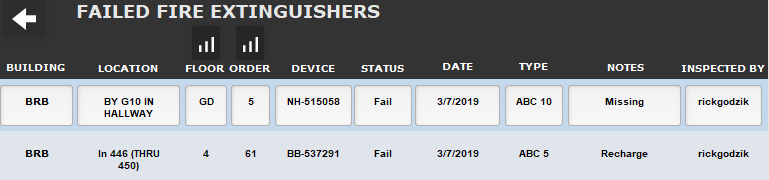 FAILED FIRE EXTINGUISHERS
BUILDING LOCATION FLOOR ORDER DEVICE STATUS DATE TYPE NOTES INSPECTED BY
BRB BY G10 IN GD 5 NH-515058 Fail 3/7/2019 ABC 10 Missing rickgodzik
HALLWAY
BRB In 446 (THRU 4 61 BB-537291 Fail 3/7/2019 ABC 5 Recharge rickgodzik
450)